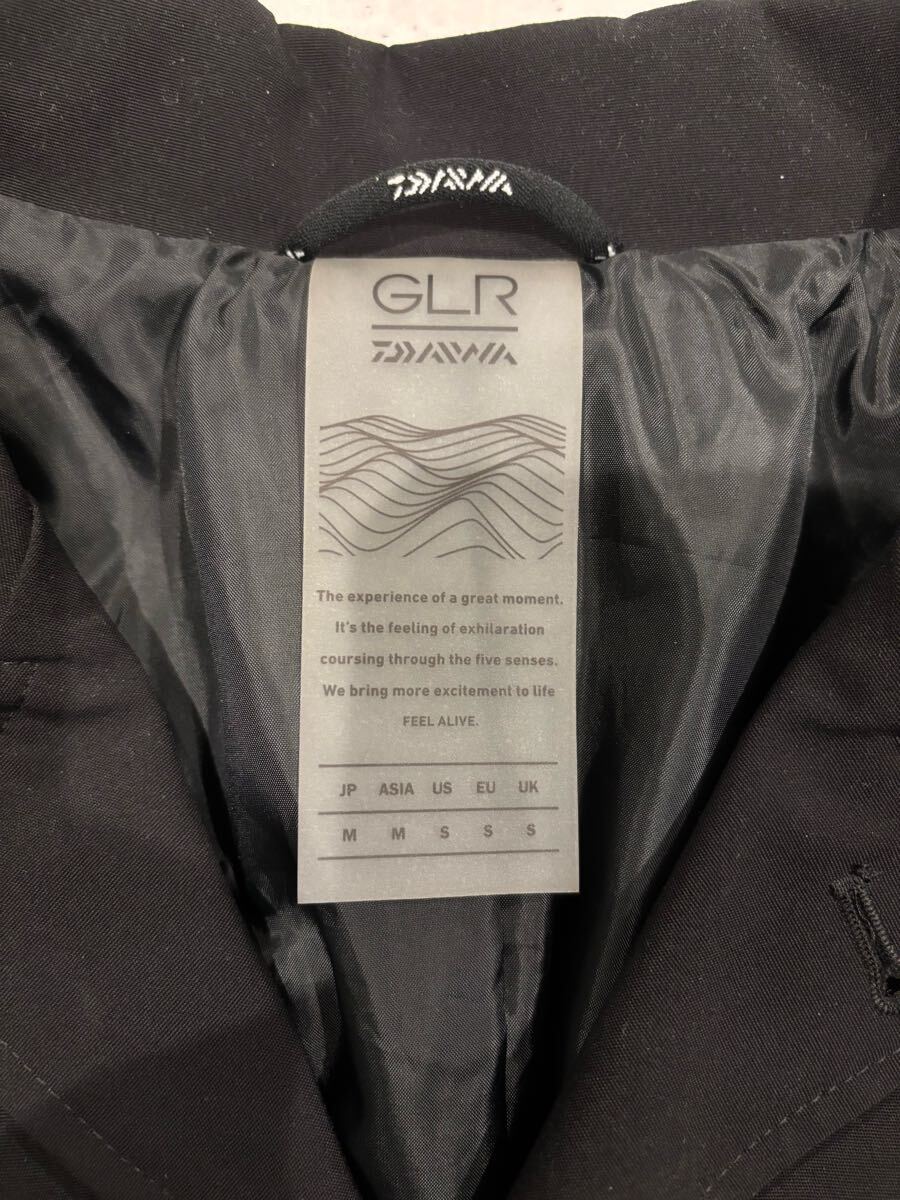 DAIWA
GLR
DAIWA
The experience of a great moment.
It's the feeling of exhilaration
coursing through the five senses.
We bring more excitement to life
FEEL ALIVE.
JP ASIA US EU UK
M M S S S